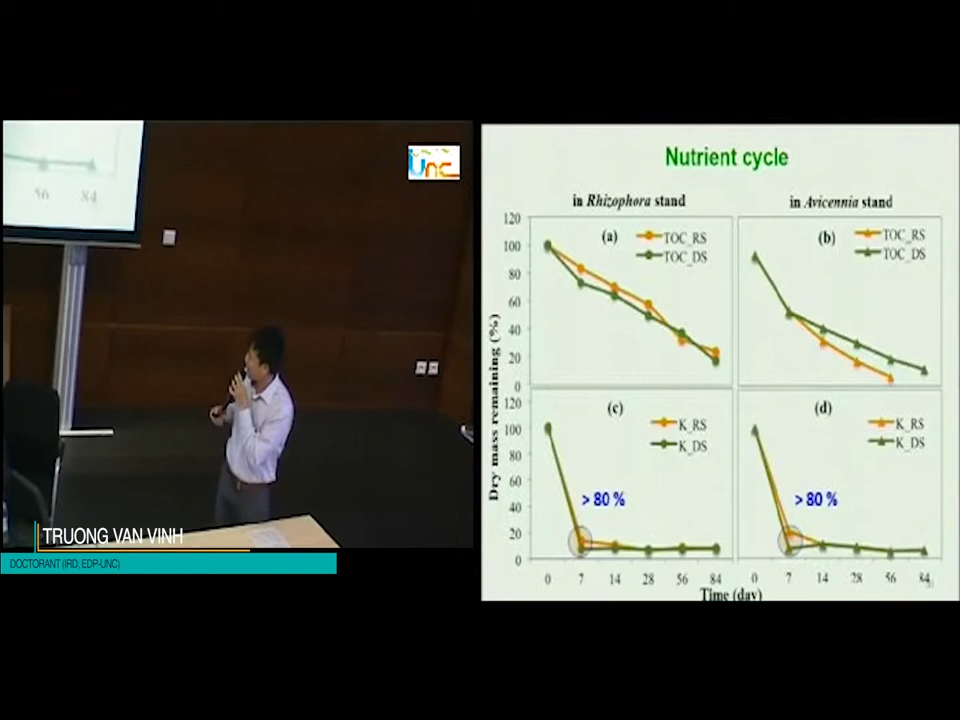 56 84
Unc
TRUONG VAN VINH
DOCTORANT (IRD, EDP-UNC)
Nutrient cycle
in Rhizophora stand
in Avicennia stand
Dry mass remaining (%)
120
100
80
60
40
20
0
(a)
TOC_RS
TOC_DS
(b)
TOC_RS
TOC_DS
120
100
80
60
40
20
0
(c)
K_RS
K_DS
> 80 %
(d)
K_RS
K_DS
> 80 %
0 7 14 28 56 84
0 7 14 28 56 84
Time (day)